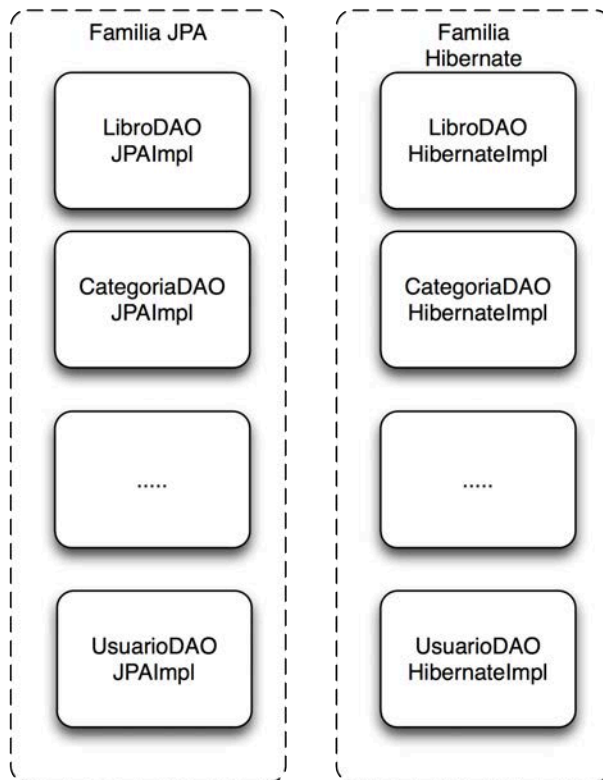 Familia JPA
LibroDAO
JPAImpl
CategoriaDAO
JPAImpl
.....
UsuarioDAO
JPAImpl
Familia
Hibernate
LibroDAO
HibernateImpl
CategoriaDAO
HibernateImpl
.....
UsuarioDAO
HibernateImpl